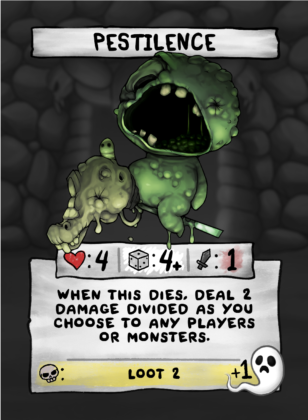 PESTILENCE
:4 :4+ :1
WHEN THIS DIES, DEAL 2
DAMAGE DIVIDED AS YOU
CHOOSE TO ANY PLAYERS
OR MONSTERS.
: LOOT 2 +1